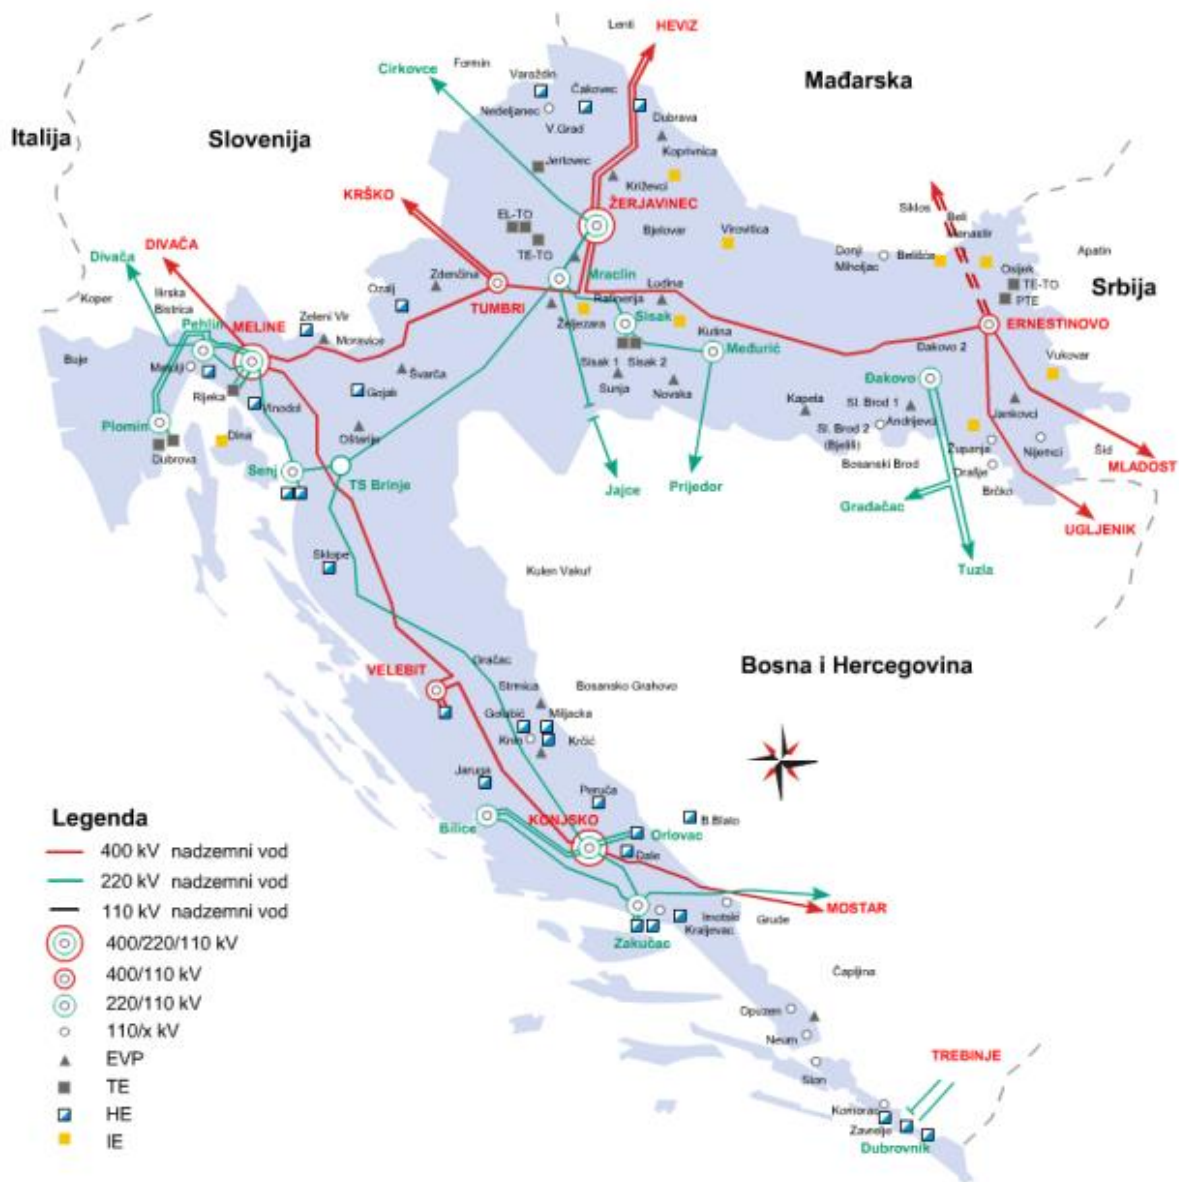 Lenti
HEVIZ
Mađarska
Formin
Cirkovce
Varaždin
Čakovec
Nedeljanec
V.Grad
Dubrava
Koprivnica
Italija
Slovenija
Jertovec
Križevci
KRŠKO
ŽERJAVINEC
EL-TO
TE-TO
Bjelovar
Virovitica
Siklos
Beli
Donji
Miholjac
Belišće
Apatin
Osijek
TE-TO
PTE
Srbija
Divača
DIVAČA
Koper
Ilirska
Bistrica
Zdenčina
Ozalj
TUMBRI
Mraclin
Ludina
Rafinerija
Željezara
Sisak
Kutina
Međurić
ERNESTINOVO
Đakovo 2
Vukovar
Pehlin
MELINE
Zeleni Vir
Moravice
Buje
Matulji
Rijeka
Vinodol
Švarča
Gojak
Sisak 1
Sisak 2
Sunja
Novska
Kapela
Đakovo
Sl. Brod 1
Andrijevci
Jankovci
Sl. Brod 2
(Bjeliš)
Županja
Nijemci
Šid
MLADOST
Plomin
Dubrova
Dina
Oštarije
Senj
TS Brinje
Jajce
Prijedor
Bosanski Brod
Orašje
Brčko
Gradačac
UGLJENIK
Tuzla
Sklope
Kulen Vakuf
Bosna i Hercegovina
VELEBIT
Gračac
Strmica
Bosansko Grahovo
Golubić
Miljacka
Knin
Krčić
Jaruga
Peruča
KONJSKO
Bilice
Orlovac
B.Blato
Dale
MOSTAR
Imotski
Grude
Kraljevac
Zakučac
Čapljina
Opuzen
Neum
Ston
TREBINJE
Komolac
Zavrelje
Dubrovnik
Legenda
400 kV nadzemni vod
220 kV nadzemni vod
110 kV nadzemni vod
400/220/110 kV
400/110 kV
220/110 kV
110/x kV
EVP
TE
HE
IE